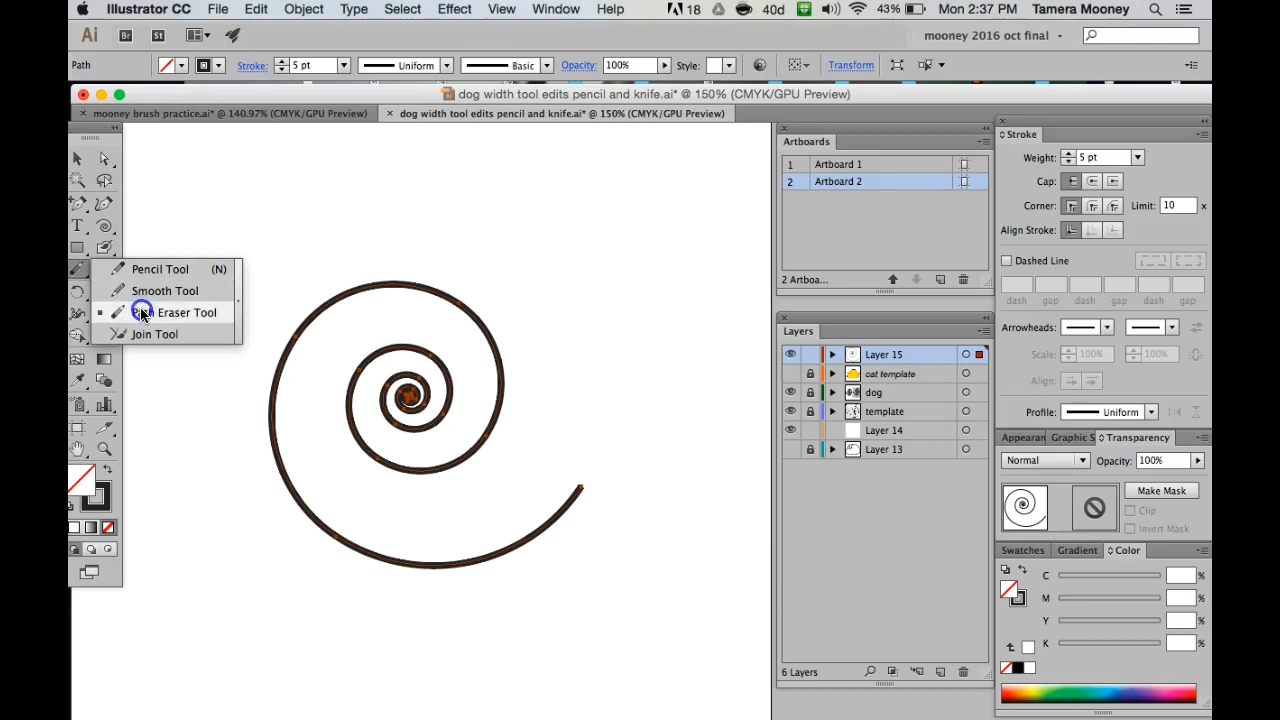 Illustrator CC File Edit Object Type Select Effect View Window Help 18 40d 43% Mon 2:37 PM Tamera Mooney
Ai Br St mooney 2016 oct final
Path Stroke: 5 pt Uniform Basic Opacity: 100% Style: Transform
dog width tool edits pencil and knife.ai* @ 150% (CMYK/GPU Preview)
× mooney brush practice.ai* @ 140.97% (CMYK/GPU Preview) × dog width tool edits pencil and knife.ai* @ 150% (CMYK/GPU Preview)
Pencil Tool (N)
Smooth Tool
Eraser Tool
Join Tool
Artboards
1 Artboard 1
2 Artboard 2
2 Artboa...
Layers
Layer 15
cat template
dog
template
Layer 14
Layer 13
6 Layers
Stroke
Weight: 5 pt
Cap:
Corner: Limit: 10 x
Align Stroke:
Dashed Line
dash gap dash gap dash gap
Arrowheads:
Scale: 100% 100%
Align:
Profile: Uniform
Appearan Graphic S Transparency
Normal Opacity: 100%
Make Mask
Clip
Invert Mask
Swatches Gradient Color
C %
M %
Y %
K %